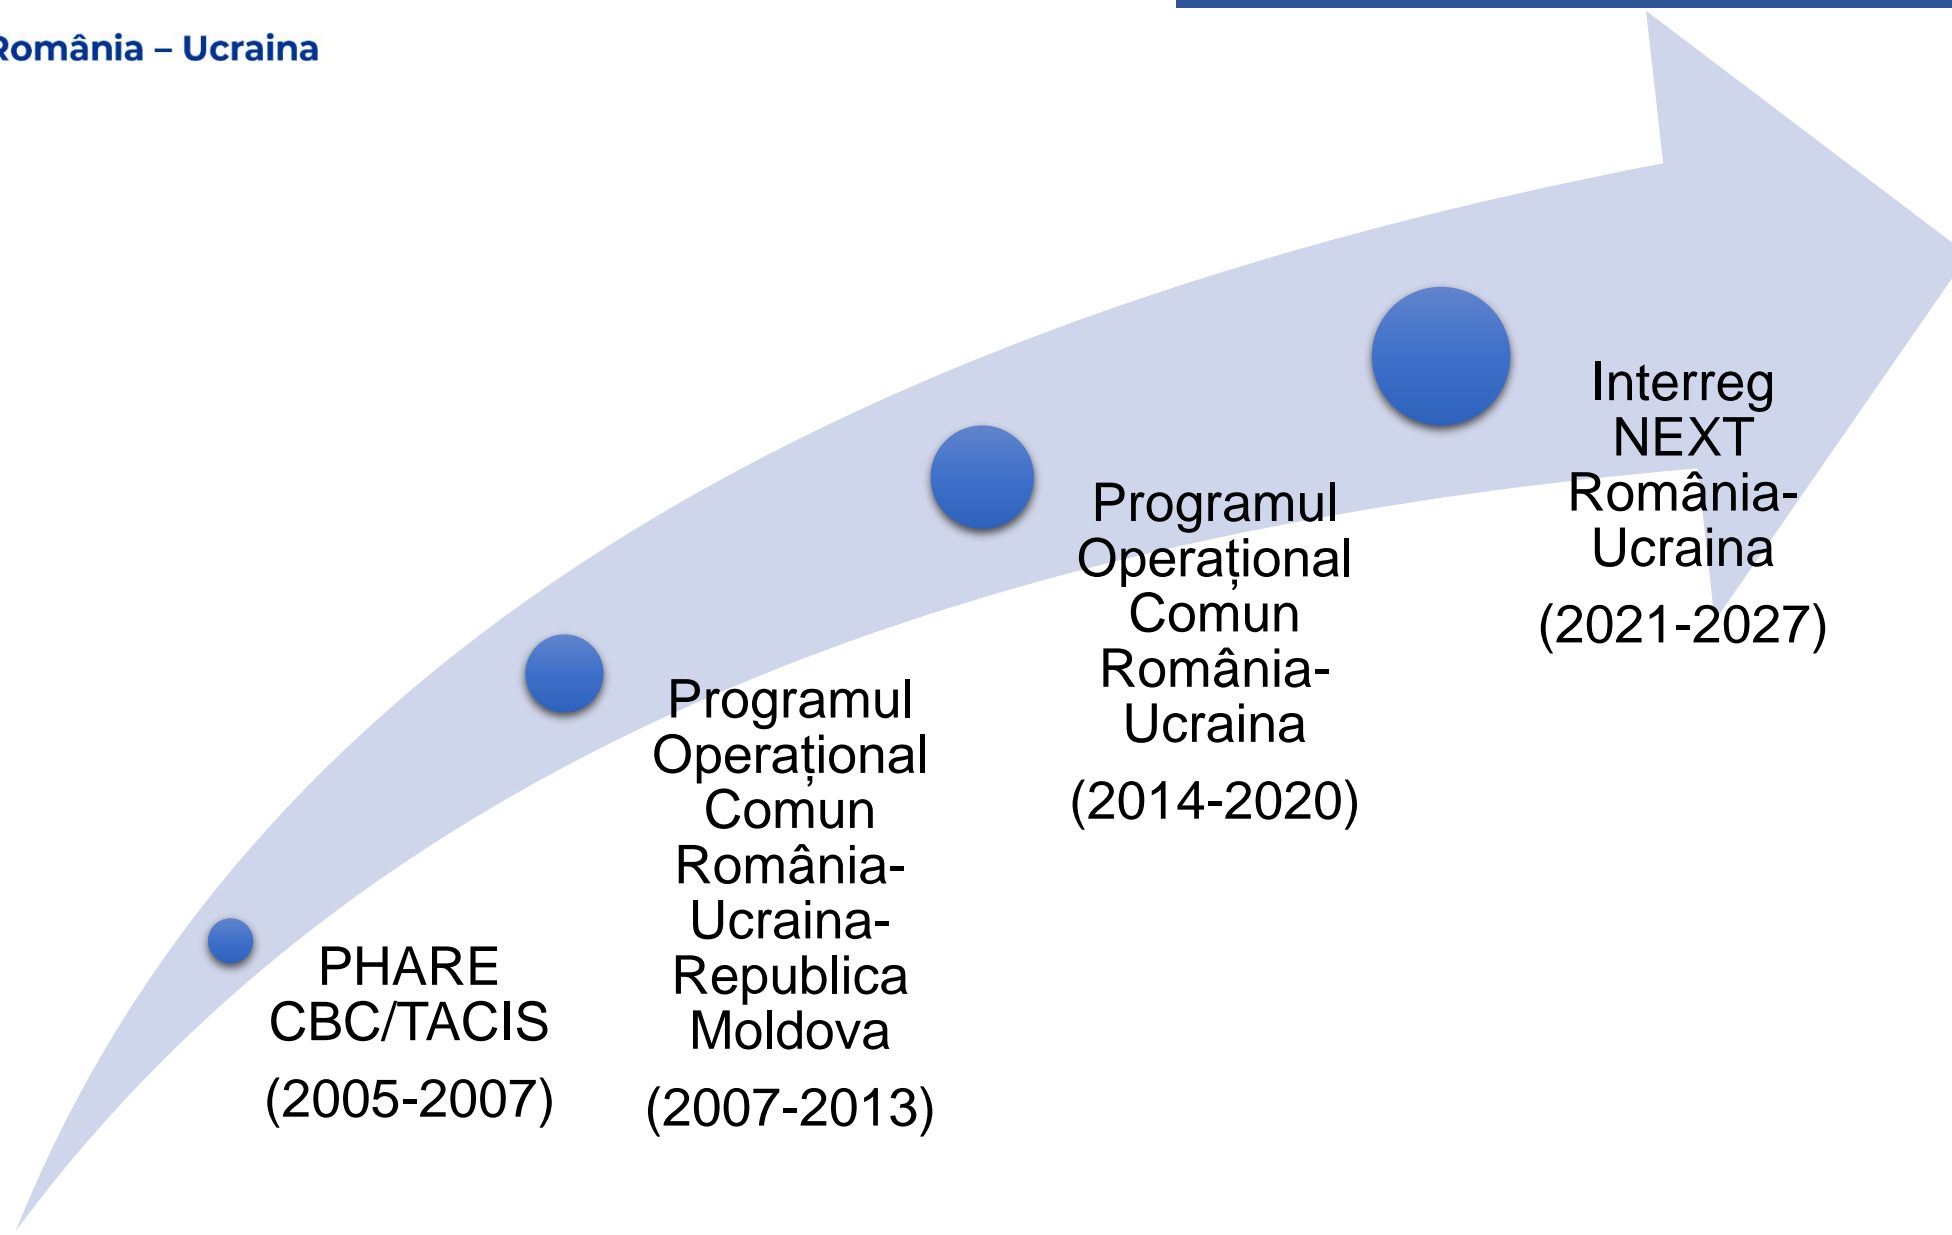 România – Ucraina
PHARE
CBC/TACIS
(2005-2007)
Programul
Operațional
Comun
România-
Ucraina-
Republica
Moldova
(2007-2013)
Programul
Operațional
Comun
România-
Ucraina
(2014-2020)
Interreg
NEXT
România-
Ucraina
(2021-2027)